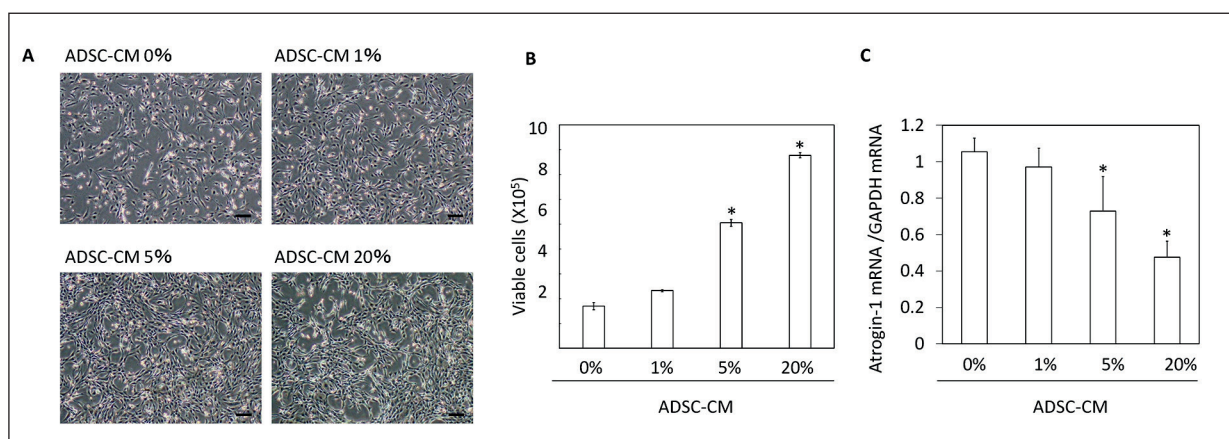 A
ADSC-CM 0%
ADSC-CM 1%
ADSC-CM 5%
ADSC-CM 20%
B
Viable cells (X10⁵)
10
8
6
4
2
*
*
0%
1%
5%
20%
ADSC-CM
C
Atrogin-1 mRNA /GAPDH mRNA
1.2
1
0.8
0.6
0.4
0.2
0
*
*
0%
1%
5%
20%
ADSC-CM